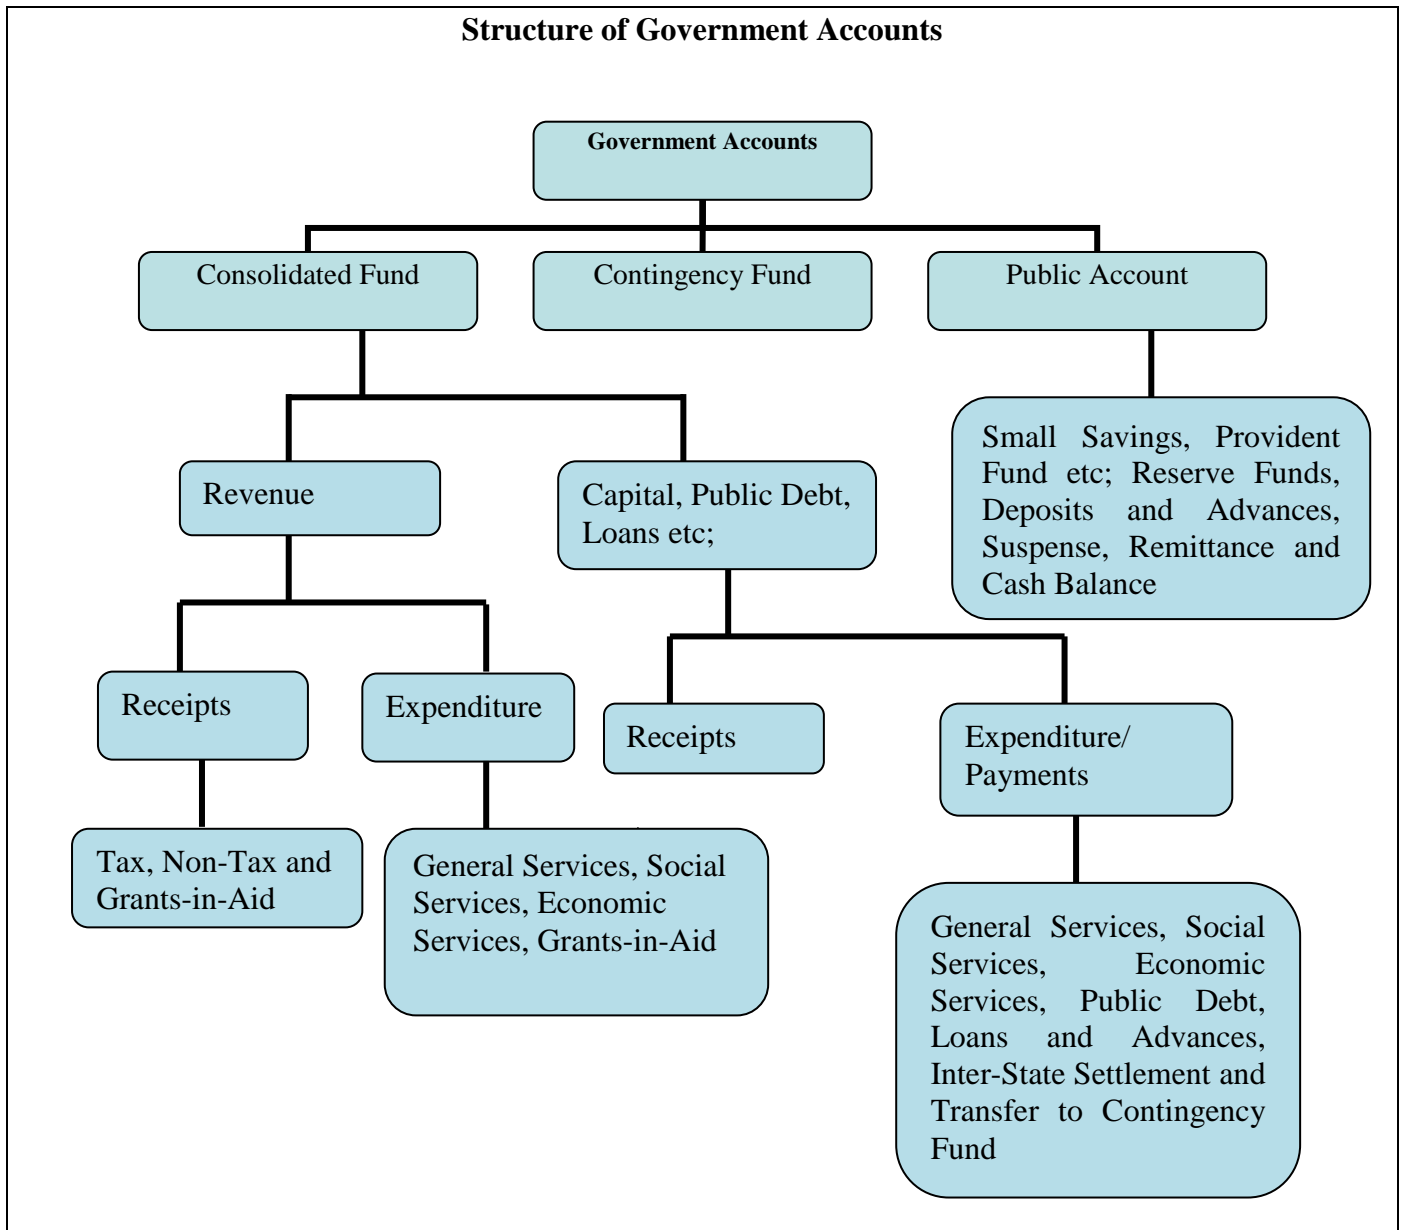 Structure of Government Accounts
Government Accounts
Consolidated Fund
Contingency Fund
Public Account
Small Savings, Provident
Fund etc; Reserve Funds,
Deposits and Advances,
Suspense, Remittance and
Cash Balance
Revenue
Capital, Public Debt,
Loans etc;
Receipts
Expenditure
Receipts
Expenditure/
Payments
Tax, Non-Tax and
Grants-in-Aid
General Services, Social
Services, Economic
Services, Grants-in-Aid
General Services, Social
Services, Economic
Services, Public Debt,
Loans and Advances,
Inter-State Settlement and
Transfer to Contingency
Fund